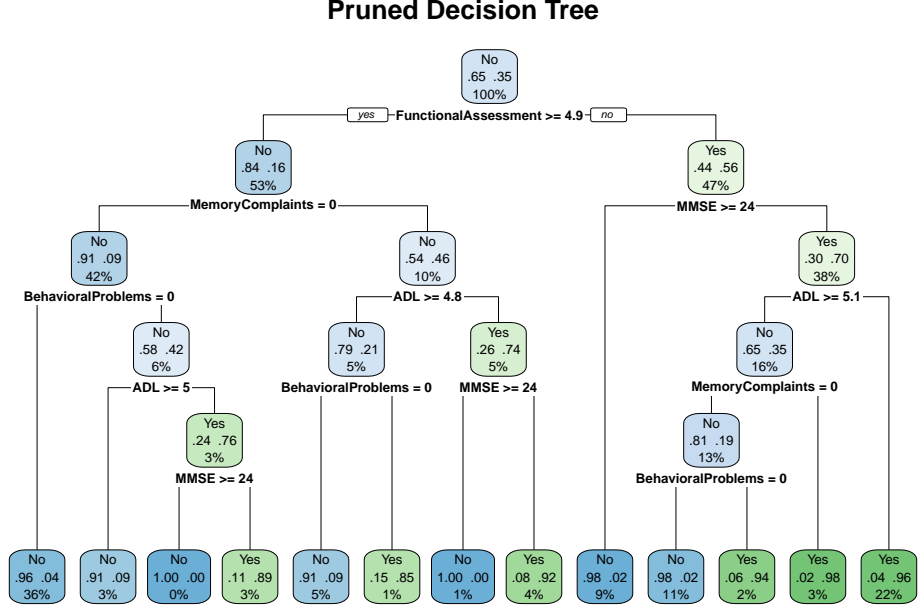 Pruned Decision Tree
No
.65 .35
100%
yes FunctionalAssessment >= 4.9 no
No
.84 .16
53%
Yes
.44 .56
47%
MemoryComplaints = 0
MMSE >= 24
No
.91 .09
42%
No
.54 .46
10%
Yes
.30 .70
38%
BehavioralProblems = 0
ADL >= 4.8
ADL >= 5.1
No
.58 .42
6%
No
.79 .21
5%
Yes
.26 .74
5%
No
.65 .35
16%
ADL >= 5
BehavioralProblems = 0
MMSE >= 24
MemoryComplaints = 0
Yes
.24 .76
3%
No
.81 .19
13%
MMSE >= 24
BehavioralProblems = 0
No
.96 .04
36%
No
.91 .09
3%
No
1.00 .00
0%
Yes
.11 .89
3%
No
.91 .09
5%
Yes
.15 .85
1%
No
1.00 .00
1%
Yes
.08 .92
4%
No
.98 .02
9%
No
.98 .02
11%
Yes
.06 .94
2%
Yes
.02 .98
3%
Yes
.04 .96
22%